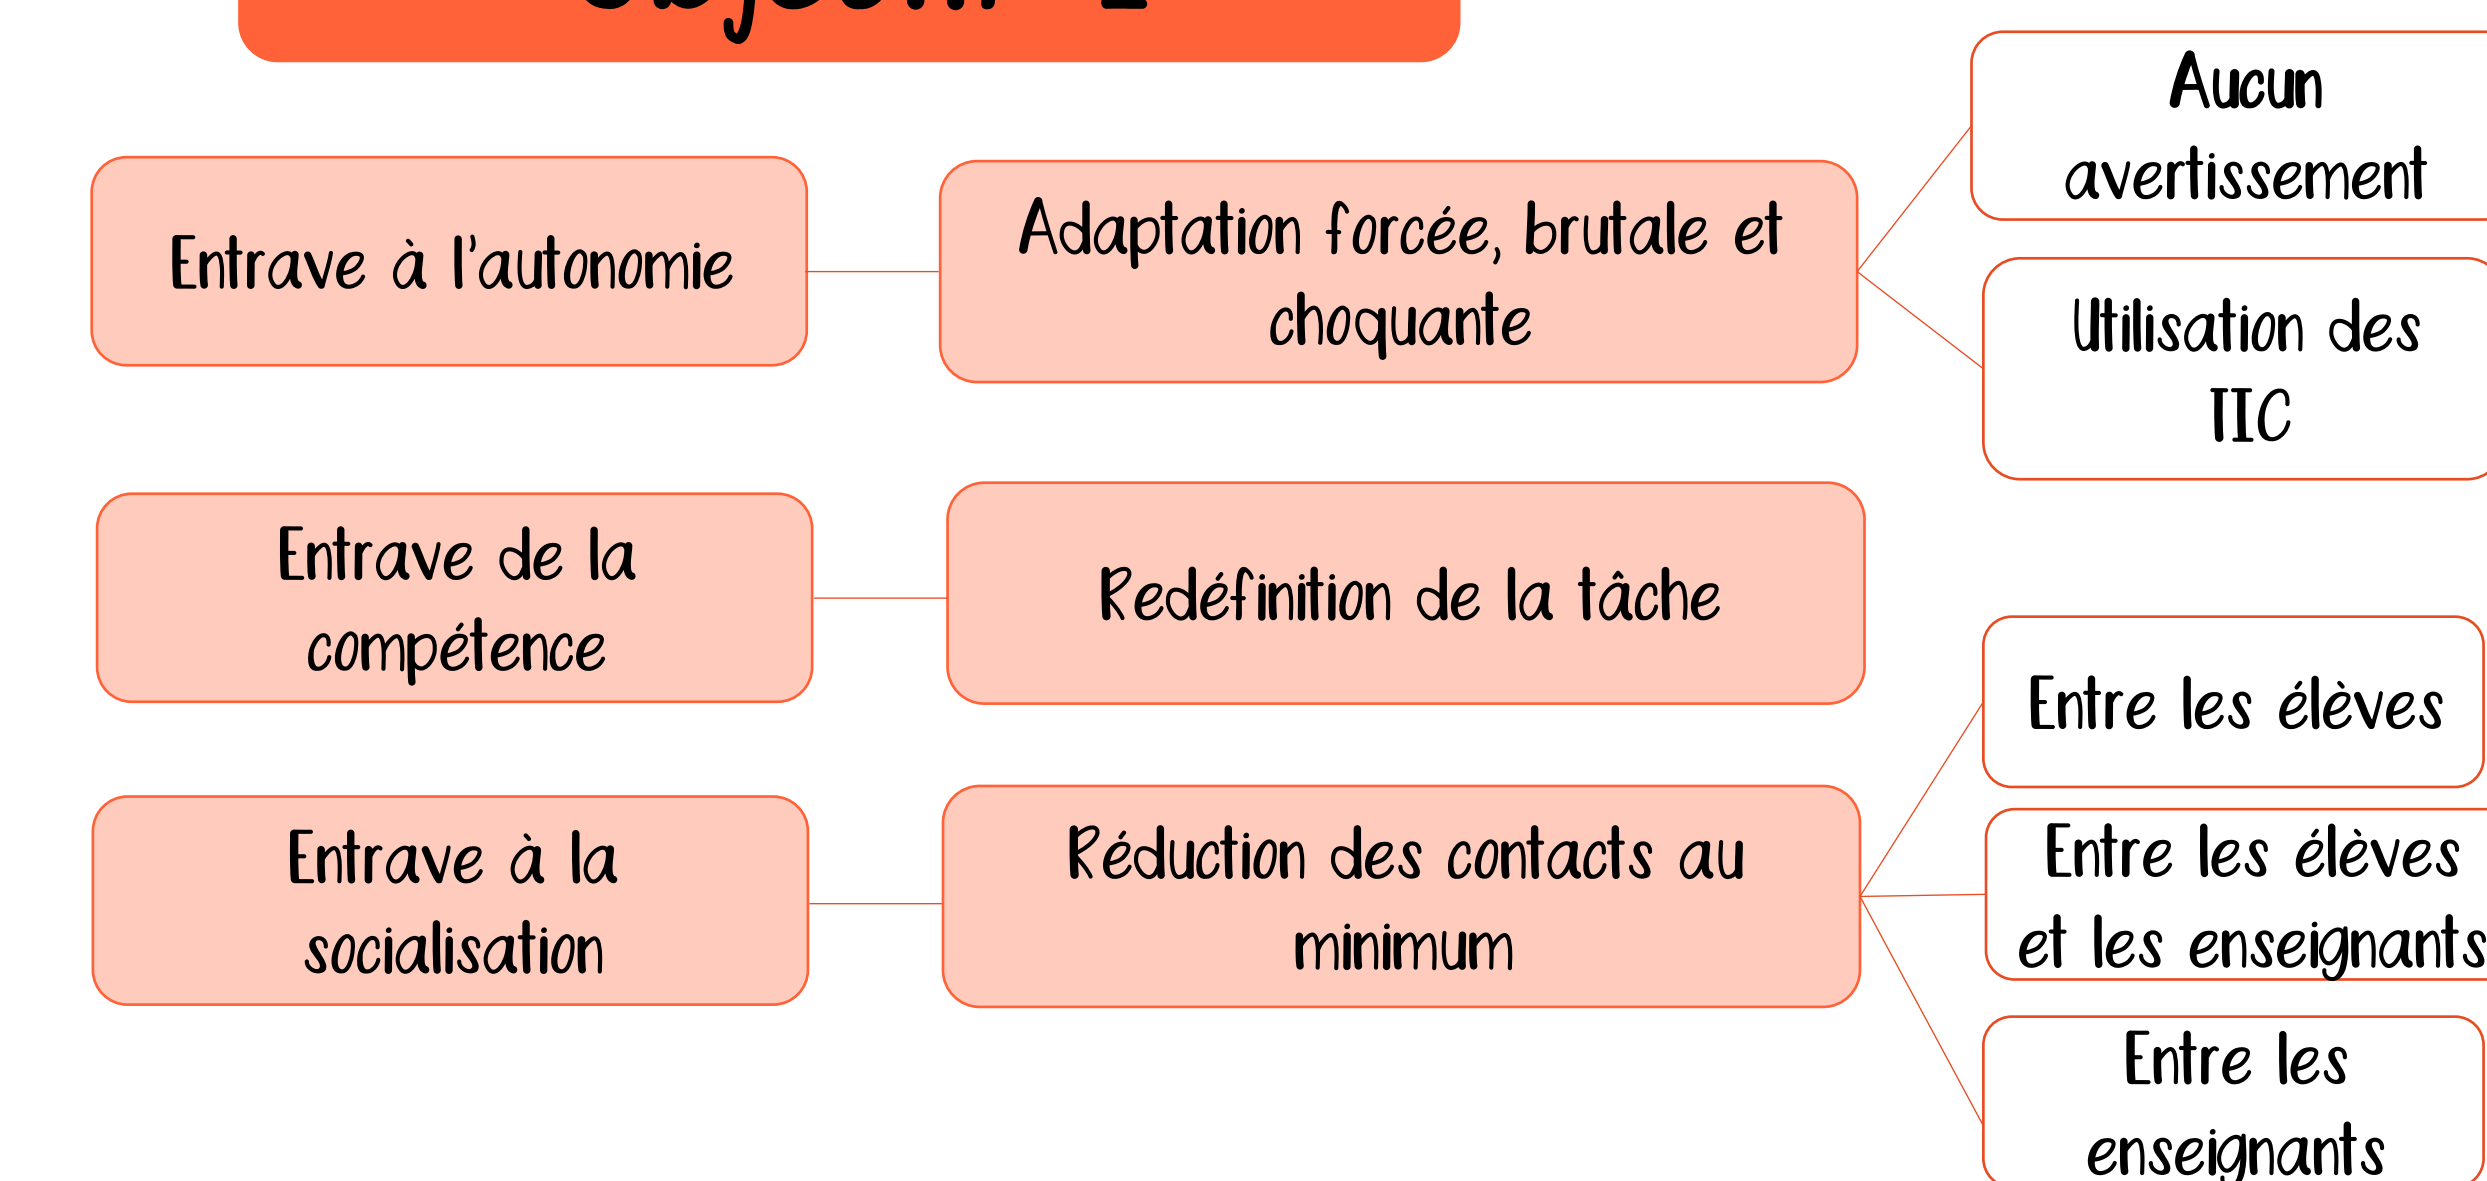 Entrave à l'autonomie
Adaptation forcée, brutale et
choquante
Aucun
avertissement
Utilisation des
TIC
Entrave de la
compétence
Redéfinition de la tâche
Entrave à la
socialisation
Réduction des contacts au
minimum
Entre les élèves
Entre les élèves
et les enseignants
Entre les
enseignants